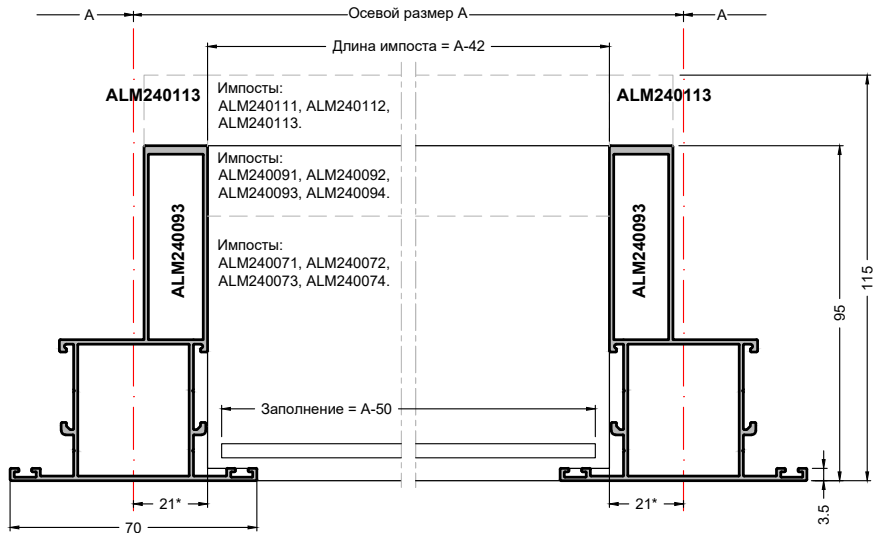 A
Осевой размер А
A
Длина импоста = А-42
ALM240113
Импосты:
ALM240111, ALM240112,
ALM240113.
ALM240113
Импосты:
ALM240091, ALM240092,
ALM240093, ALM240094.
ALM240093
ALM240093
Импосты:
ALM240071, ALM240072,
ALM240073, ALM240074.
115
95
Заполнение = А-50
21*
21*
3.5
70